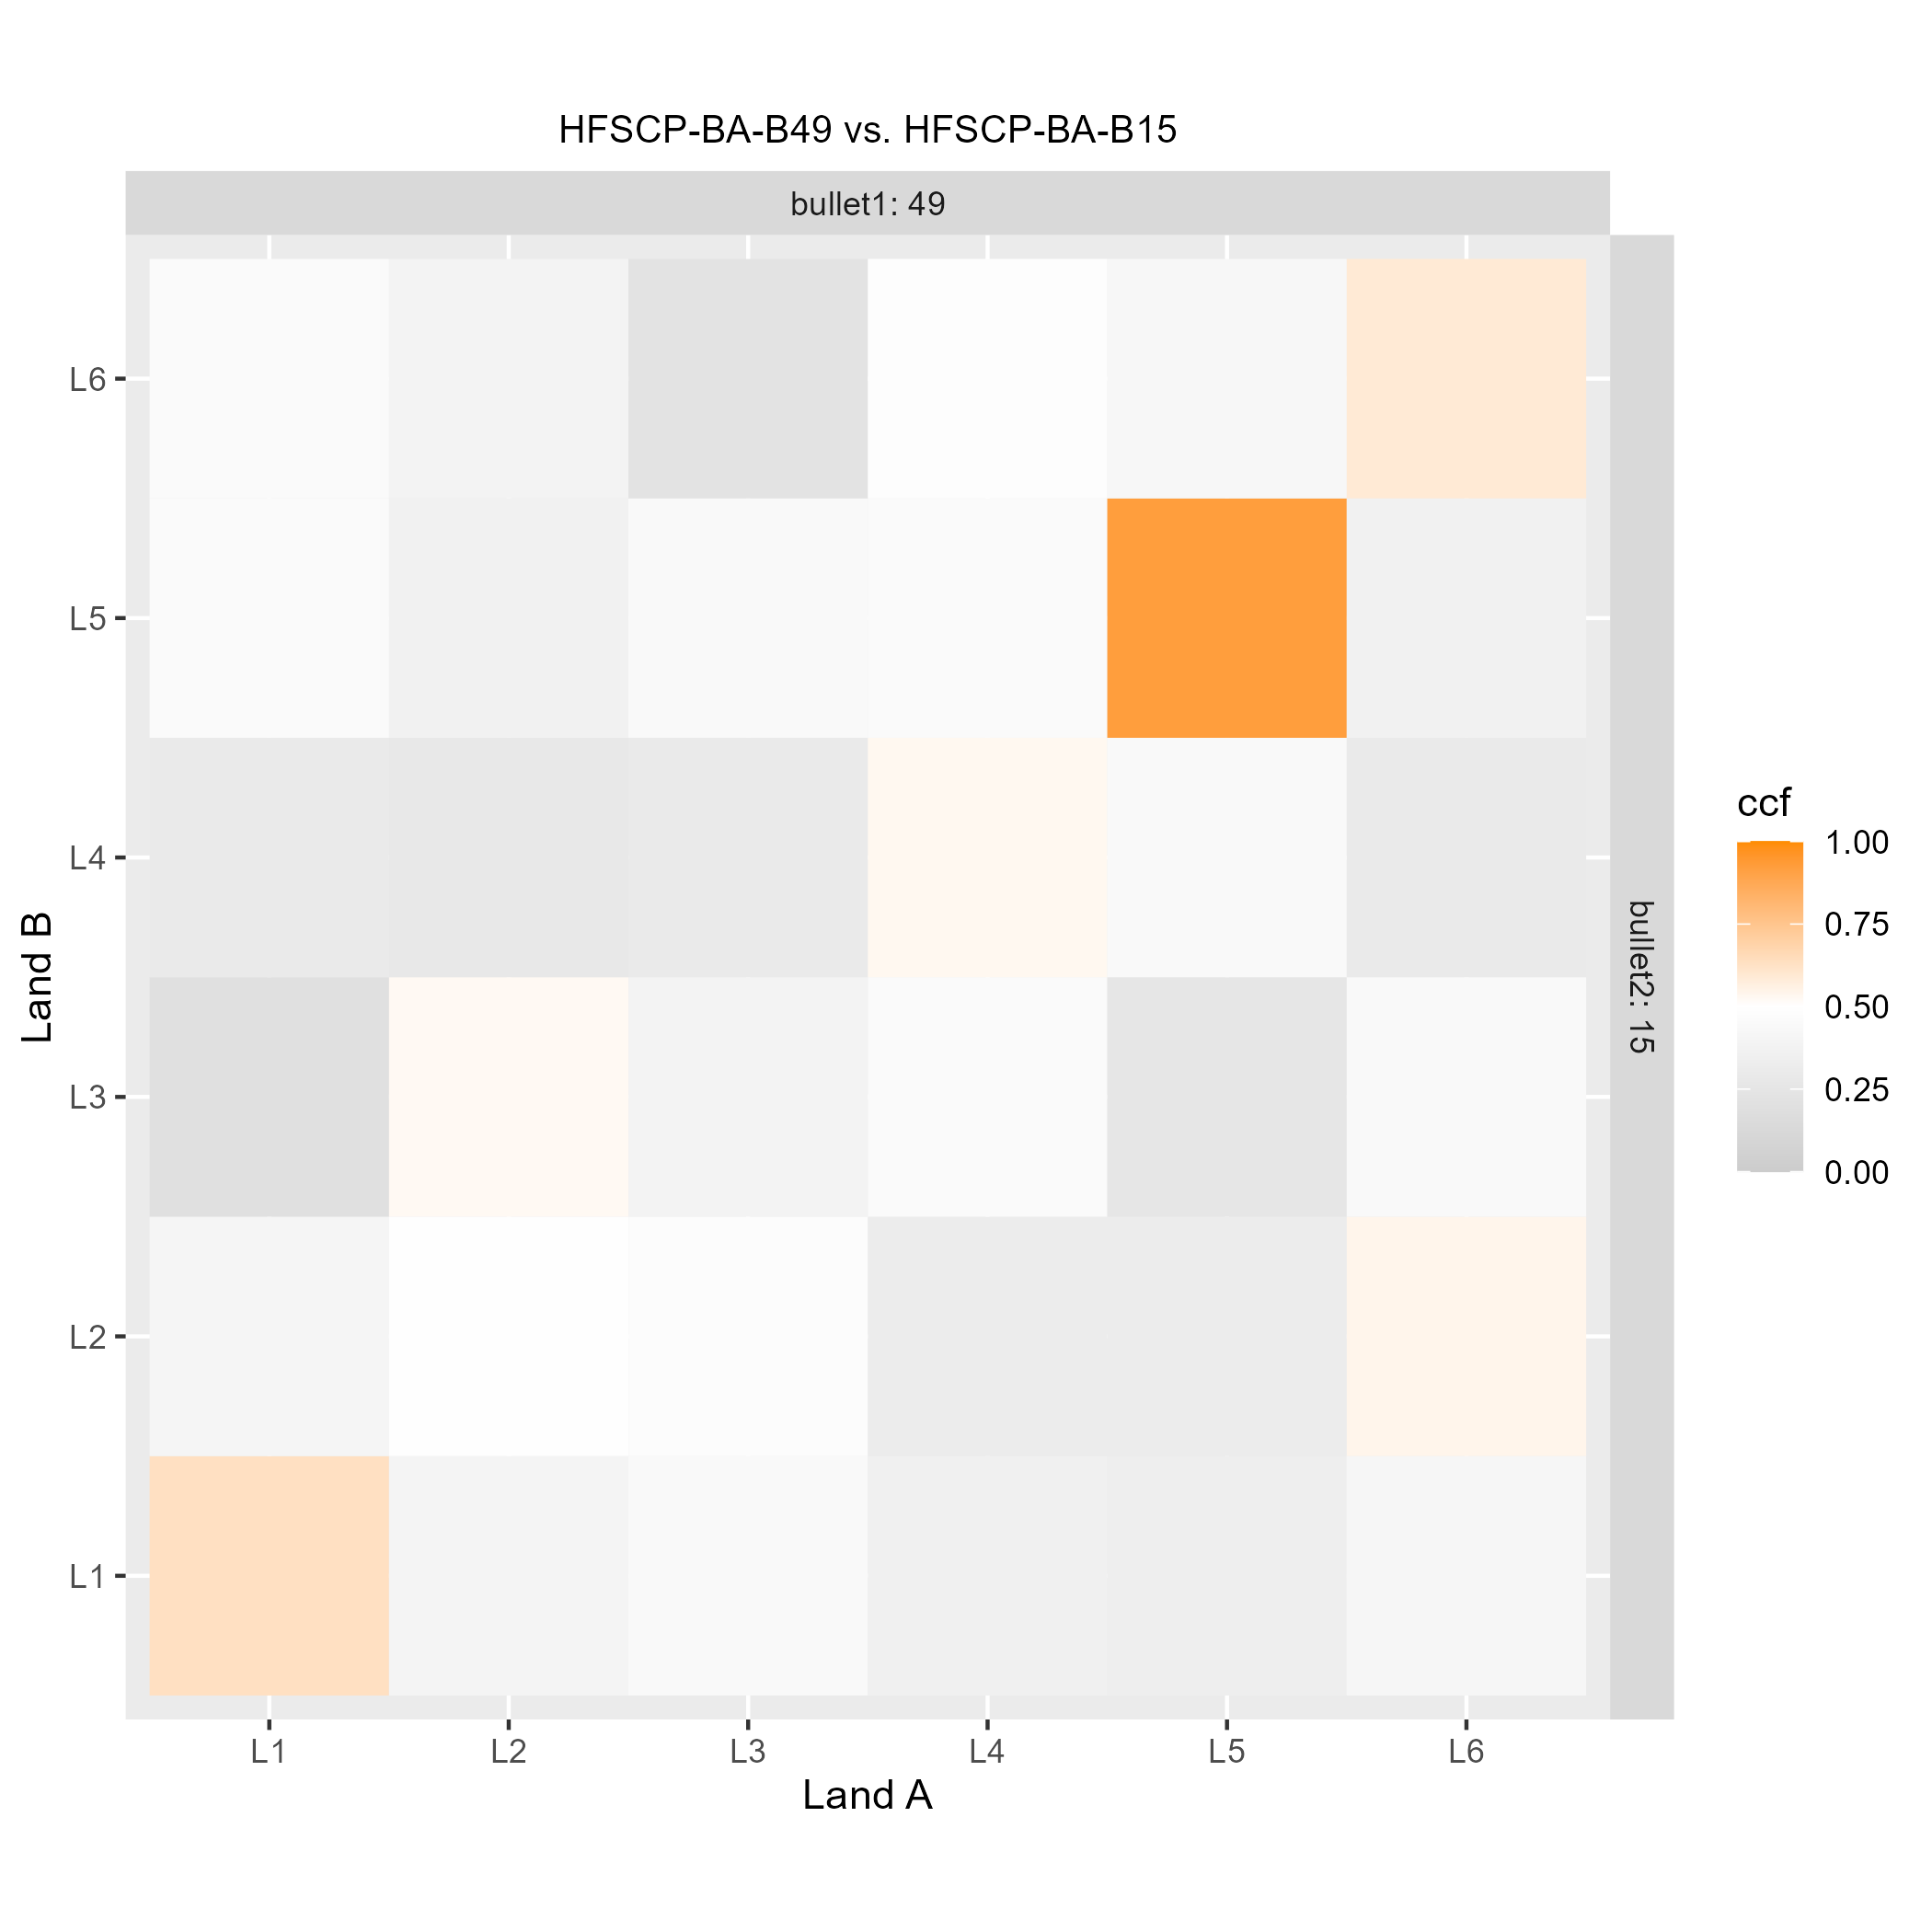 HFSCP-BA-B49 vs. HFSCP-BA-B15
bullet1: 49
L6
L5
L4
L3
L2
L1
Land B
bullet2: 15
L1 L2 L3 L4 L5 L6
Land A
ccf
1.00
0.75
0.50
0.25
0.00